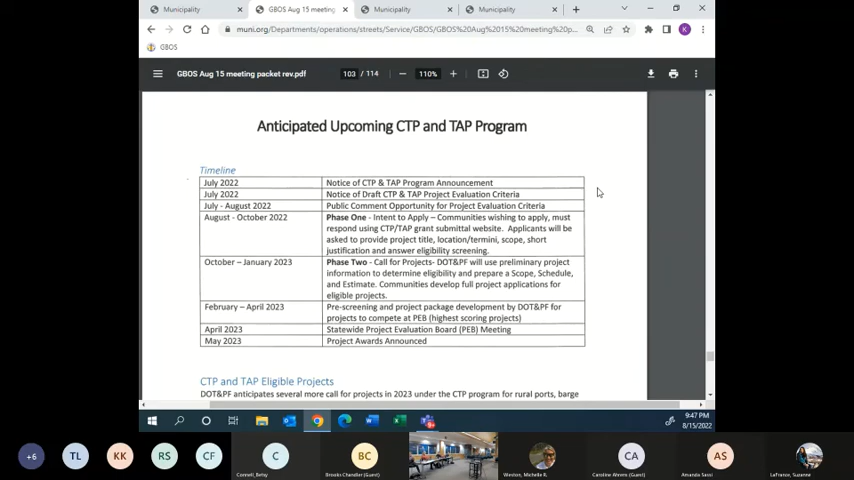 Municipality
GBOS Aug 15 meeting
Municipality
Municipality
muni.org/Departments/operations/streets/Service/GBOS/GBOS%20Aug%2015%20meeting%20p...
K
GBOS
GBOS Aug 15 meeting packet rev.pdf
103 / 114
110%
Anticipated Upcoming CTP and TAP Program
Timeline
July 2022 Notice of CTP & TAP Program Announcement
July 2022 Notice of Draft CTP & TAP Project Evaluation Criteria
July - August 2022 Public Comment Opportunity for Project Evaluation Criteria
August - October 2022 Phase One - Intent to Apply – Communities wishing to apply, must
respond using CTP/TAP grant submittal website. Applicants will be
asked to provide project title, location/termini, scope, short
justification and answer eligibility screening.
October – January 2023 Phase Two - Call for Projects- DOT&PF will use preliminary project
information to determine eligibility and prepare a Scope, Schedule,
and Estimate. Communities develop full project applications for
eligible projects.
February – April 2023 Pre-screening and project package development by DOT&PF for
projects to compete at PEB (highest scoring projects)
April 2023 Statewide Project Evaluation Board (PEB) Meeting
May 2023 Project Awards Announced
CTP and TAP Eligible Projects
DOT&PF anticipates several more call for projects in 2023 under the CTP program for rural ports, barge
9:47 PM
8/15/2022
+6
TL
KK
RS
CF
C
BC
CA
AS
Connell, Betsy
Brooks Chandler (Guest)
Weston, Michelle R.
Caroline Ahrens (Guest)
Amanda Sassi
LaFrance, Suzanne